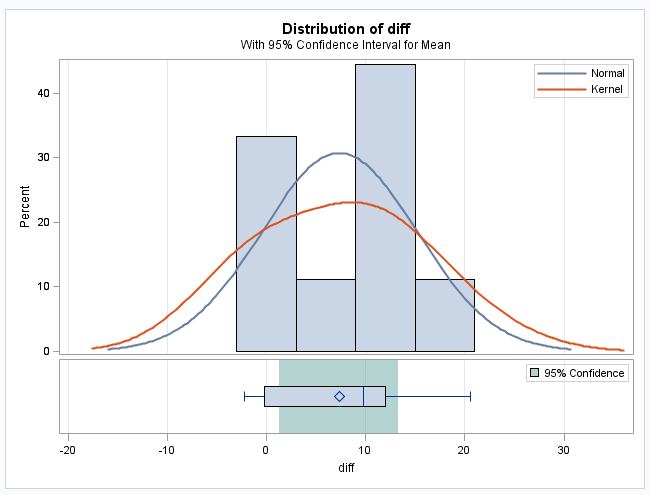 Distribution of diff
With 95% Confidence Interval for Mean
Normal
Kernel
Percent
40
30
20
10
0
95% Confidence
-20
-10
0
10
20
30
diff